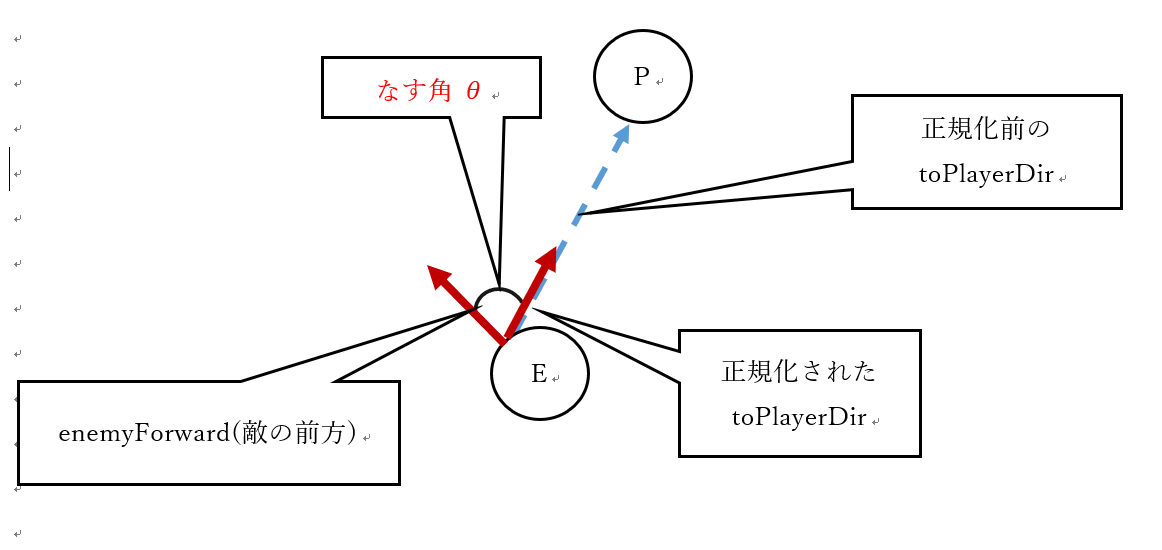 P
なす角 θ
正規化前の
toPlayerDir
E
正規化された
toPlayerDir
enemyForward(敵の前方)